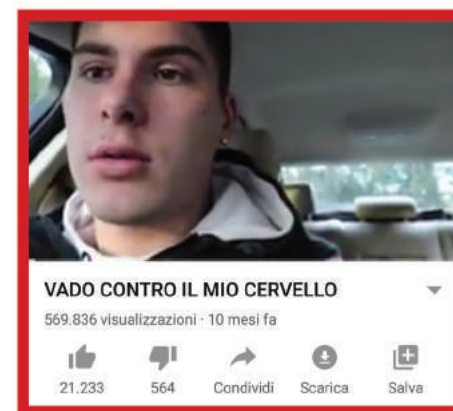 VADO CONTRO IL MIO CERVELLO
569.836 visualizzazioni · 10 mesi fa
21.233 564 Condividi Scarica Salva